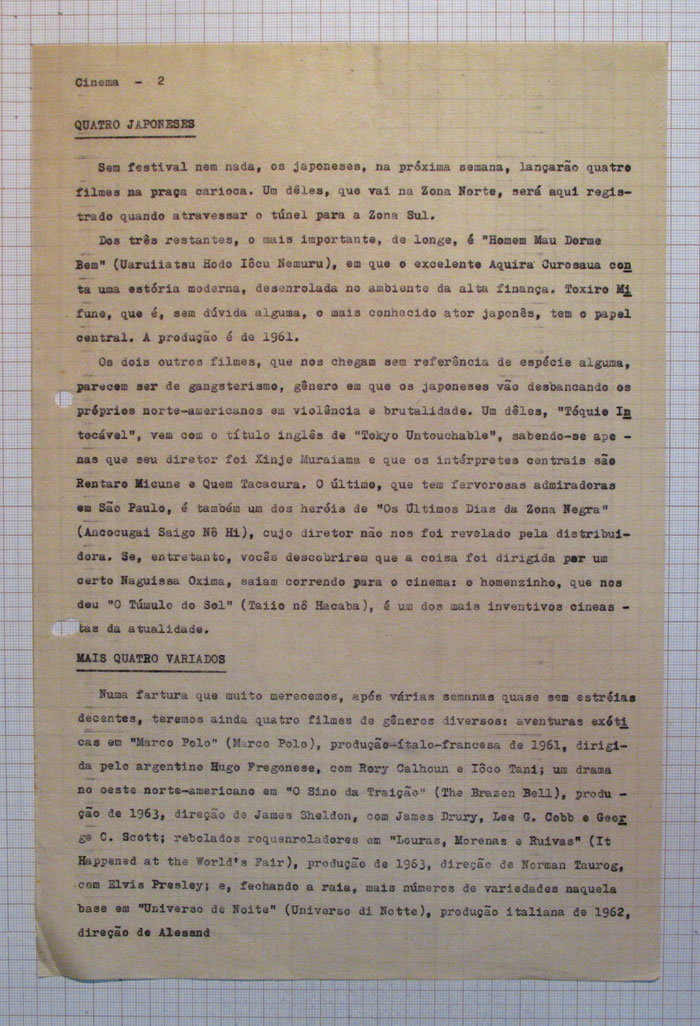 Cinema - 2
QUATRO JAPONESES
Sem festival nem nada, os japoneses, na próxima semana, lançarão quatro
filmes na praça carioca. Um dêles, que vai na Zona Norte, será aqui regis-
trado quando atravessar o túnel para a Zona Sul.
Dos três restantes, o mais importante, de longe, é "Homem Mau Dorme
Bem" (Uaruiiatsu Hodo Iôcu Nemuru), em que o excelente Aquira Curosaua con
ta uma estória moderna, desenrolada no ambiente da alta finança. Toxiro Mi
fune, que é, sem dúvida alguma, o mais conhecido ator japonês, tem o papel
central. A produção é de 1961.
Os dois outros filmes, que nos chegam sem referência de espécie alguma,
parecem ser de gangsterismo, gênero em que os japoneses vão desbancando os
próprios norte-americanos em violência e brutalidade. Um dêles, "Tóquio In
tocável", vem com o título inglês de "Tokyo Untouchable", sabendo-se ape -
nas que seu diretor foi Xinje Muraiama e que os intérpretes centrais são
Rentaro Micune e Quem Tacacura. O último, que tem fervorosas admiradoras
em São Paulo, é também um dos heróis de "Os Últimos Dias da Zona Negra"
(Ancocugai Saigo Nô Hi), cujo diretor não nos foi revelado pela distribui-
dora. Se, entretanto, vocês descobrirem que a coisa foi dirigida por um
certo Naguissa Oxima, saiam correndo para o cinema: o homenzinho, que nos
deu "O Túmulo do Sol" (Taiio nô Hacaba), é um dos mais inventivos cineas -
tas da atualidade.
MAIS QUATRO VARIADOS
Numa fartura que muito merecemos, após várias semanas quase sem estréias
decentes, teremos ainda quatro filmes de gêneros diversos: aventuras exóti
cas em "Marco Polo" (Marco Polo), produção-ítalo-francesa de 1961, dirigi-
da pelo argentino Hugo Fregonese, com Rory Calhoun e Iôco Tani; um drama
no oeste norte-americano em "O Sino da Traição" (The Brazen Bell), produ -
ção de 1963, direção de James Sheldon, com James Drury, Lee G. Cobb e Geor
ge C. Scott; rebelados roquenroladores em "Louras, Morenas e Ruivas" (It
Happened at the World's Fair), produção de 1963, direção de Norman Taurog,
com Elvis Presley; e, fechando a raia, mais números de variedades naquela
base em "Universo de Noite" (Universo di Notte), produção italiana de 1962,
direção de Alesand